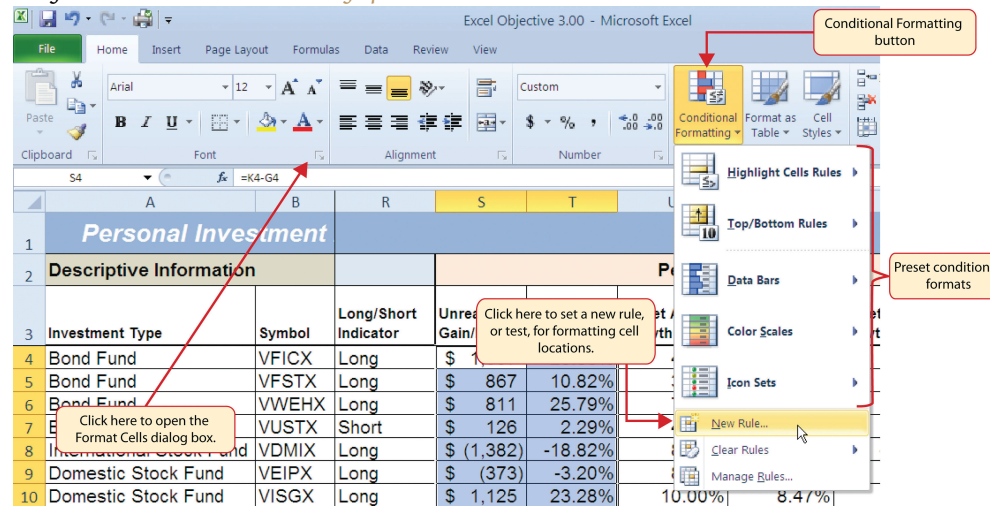 Excel Objective 3.00 - Microsoft Excel
Conditional Formatting
button
File Home Insert Page Layout Formulas Data Review View
Arial 12 A A Custom
Paste B I U A $ % , .00 .00 Conditional Formatting Format as Table Cell Styles
Clipboard Font Alignment Number
S4 fx =K4-G4
Highlight Cells Rules
Top/Bottom Rules
Data Bars
Color Scales
Icon Sets
New Rule...
Clear Rules
Manage Rules...
Preset condition
formats
A B R S T
1 Personal Investment
2 Descriptive Information
3 Investment Type Symbol Long/Short Indicator
Click here to set a new rule,
or test, for formatting cell
locations.
4 Bond Fund VFICX Long $
5 Bond Fund VFSTX Long $ 867 10.82%
6 Bond Fund VWEHX Long $ 811 25.79%
7 VUSTX Short $ 126 2.29%
Click here to open the
Format Cells dialog box.
8 VDMIX Long $ (1,382) -18.82%
9 Domestic Stock Fund VEIPX Long $ (373) -3.20%
10 Domestic Stock Fund VISGX Long $ 1,125 23.28% 10.00% 8.47%